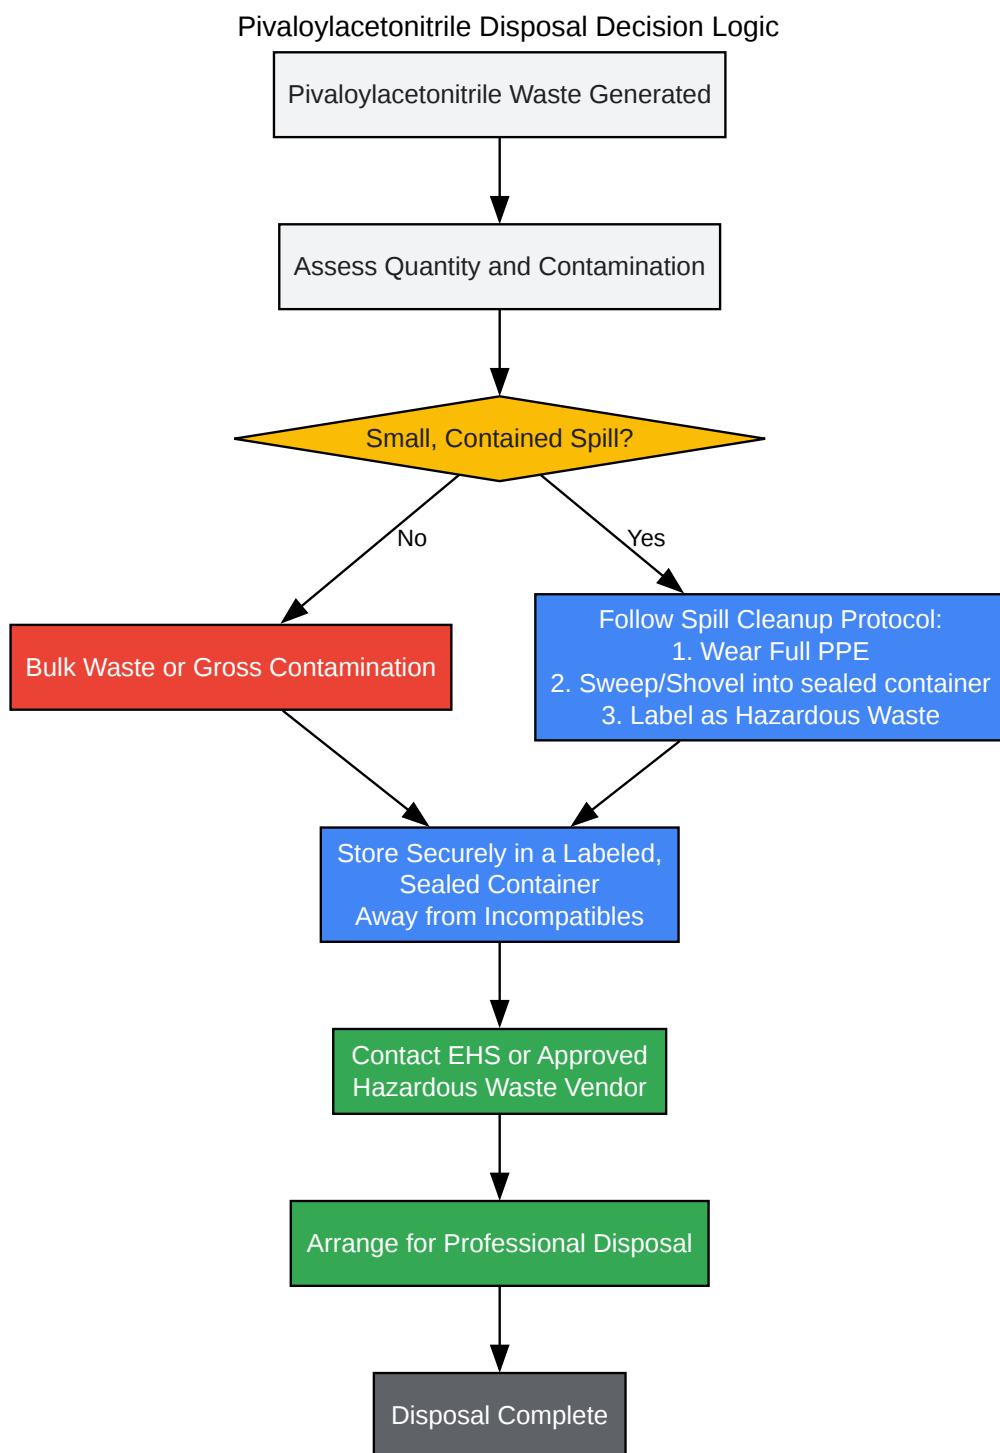 Pivaloylacetonitrile Disposal Decision Logic
Pivaloylacetonitrile Waste Generated
Assess Quantity and Contamination
Small, Contained Spill?
No
Yes
Bulk Waste or Gross Contamination
Follow Spill Cleanup Protocol:
1. Wear Full PPE
2. Sweep/Shovel into sealed container
3. Label as Hazardous Waste
Store Securely in a Labeled,
Sealed Container
Away from Incompatibles
Contact EHS or Approved
Hazardous Waste Vendor
Arrange for Professional Disposal
Disposal Complete